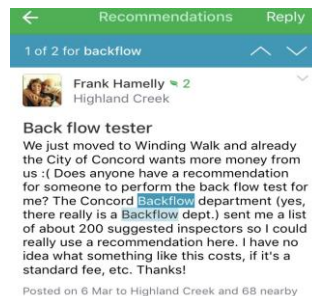 Recommendations Reply
1 of 2 for backflow
Frank Hamelly 2
Highland Creek
Back flow tester
We just moved to Winding Walk and already
the City of Concord wants more money from
us :( Does anyone have a recommendation
for someone to perform the back flow test for
me? The Concord Backflow department (yes,
there really is a Backflow dept.) sent me a list
of about 200 suggested inspectors so I could
really use a recommendation here. I have no
idea what something like this costs, if it's a
standard fee, etc. Thanks!
Posted on 6 Mar to Highland Creek and 68 nearby